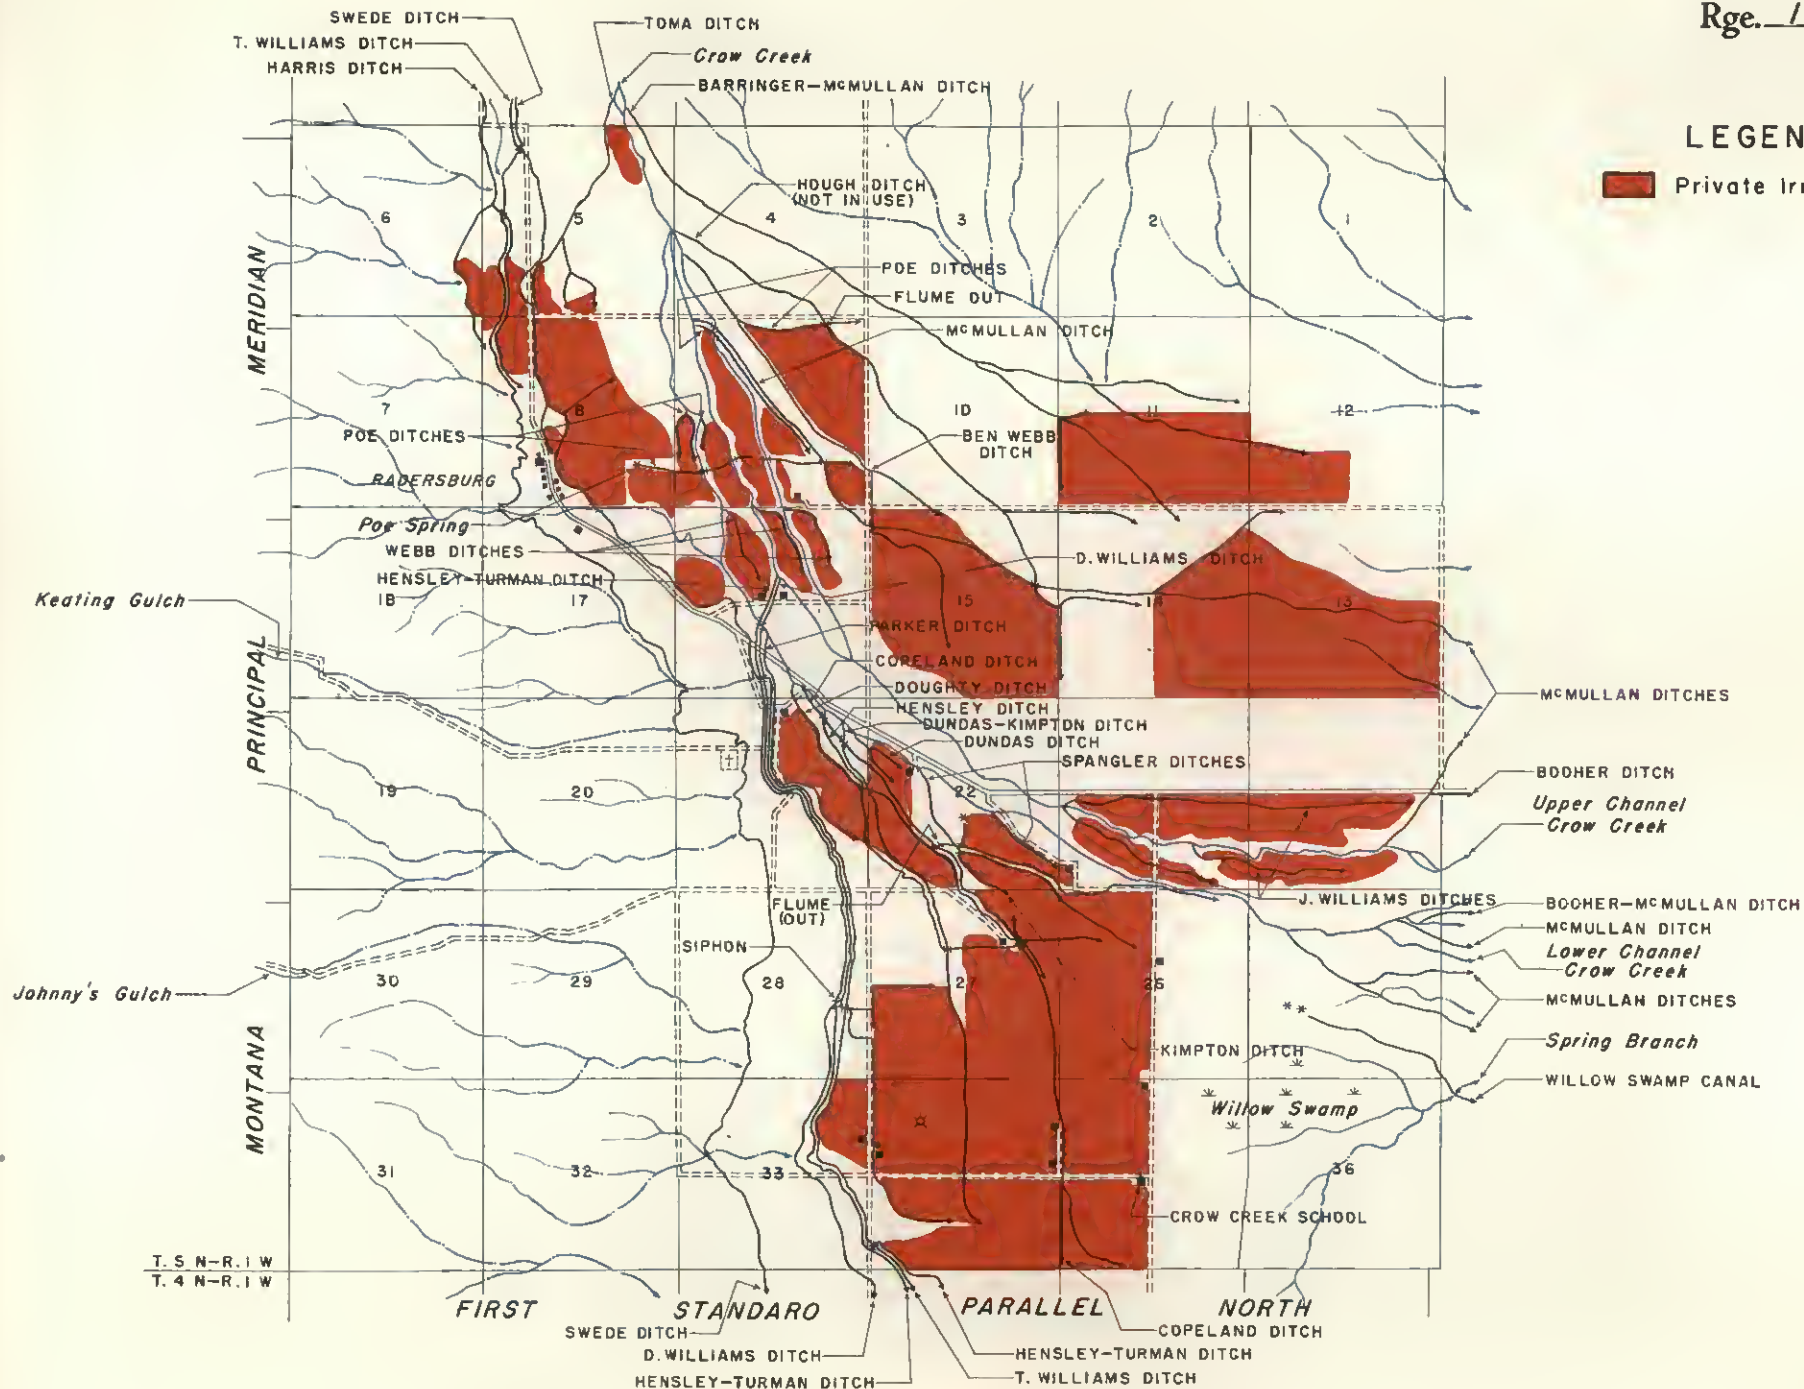 Rge.
SWEDE DITCH
TOMA DITCH
T. WILLIAMS DITCH
Crow Creek
HARRIS DITCH
BARRINGER–McMULLAN DITCH
LEGEN
Private Irr
HOUGH DITCH
(NOT IN USE)
6
5
4
3
2
1
MERIDIAN
POE DITCHES
FLUME OUT
McMULLAN DITCH
7
8
10
11
12
POE DITCHES
BEN WEBB
DITCH
RADERSBURG
Poe Spring
WEBB DITCHES
D. WILLIAMS DITCH
HENSLEY–TURMAN DITCH
Keating Gulch
18
17
15
14
13
PARKER DITCH
PRINCIPAL
COPELAND DITCH
DOUGHTY DITCH
McMULLAN DITCHES
HENSLEY DITCH
DUNDAS–KIMPTON DITCH
DUNDAS DITCH
SPANGLER DITCHES
BOOHER DITCH
19
20
22
Upper Channel
Crow Creek
FLUME
(OUT)
J. WILLIAMS DITCHES
BOOHER–McMULLAN DITCH
McMULLAN DITCH
SIPHON
Lower Channel
Crow Creek
Johnny's Gulch
30
29
28
27
26
McMULLAN DITCHES
MONTANA
KIMPTON DITCH
Spring Branch
WILLOW SWAMP CANAL
Willow Swamp
31
32
33
36
CROW CREEK SCHOOL
T. 5 N–R. 1 W
T. 4 N–R. 1 W
FIRST STANDARD PARALLEL NORTH
SWEDE DITCH
COPELAND DITCH
D. WILLIAMS DITCH
HENSLEY–TURMAN DITCH
HENSLEY–TURMAN DITCH
T. WILLIAMS DITCH